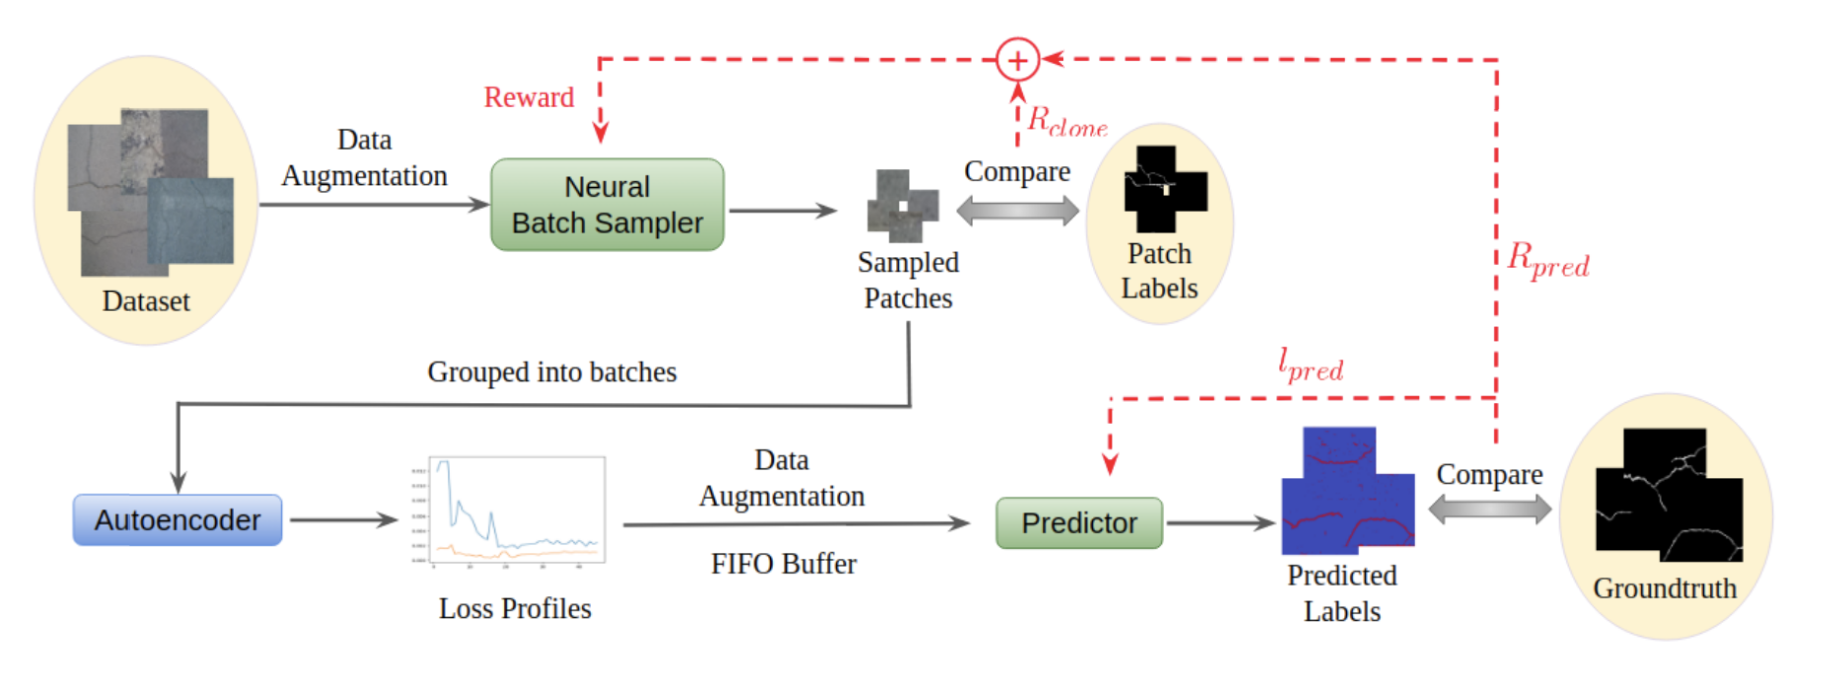 Reward
+
R_clone
Data
Augmentation
Neural
Batch Sampler
Compare
Dataset
Sampled
Patches
Patch
Labels
R_pred
Grouped into batches
l_pred
Autoencoder
Loss Profiles
Data
Augmentation
FIFO Buffer
Predictor
Predicted
Labels
Compare
Groundtruth